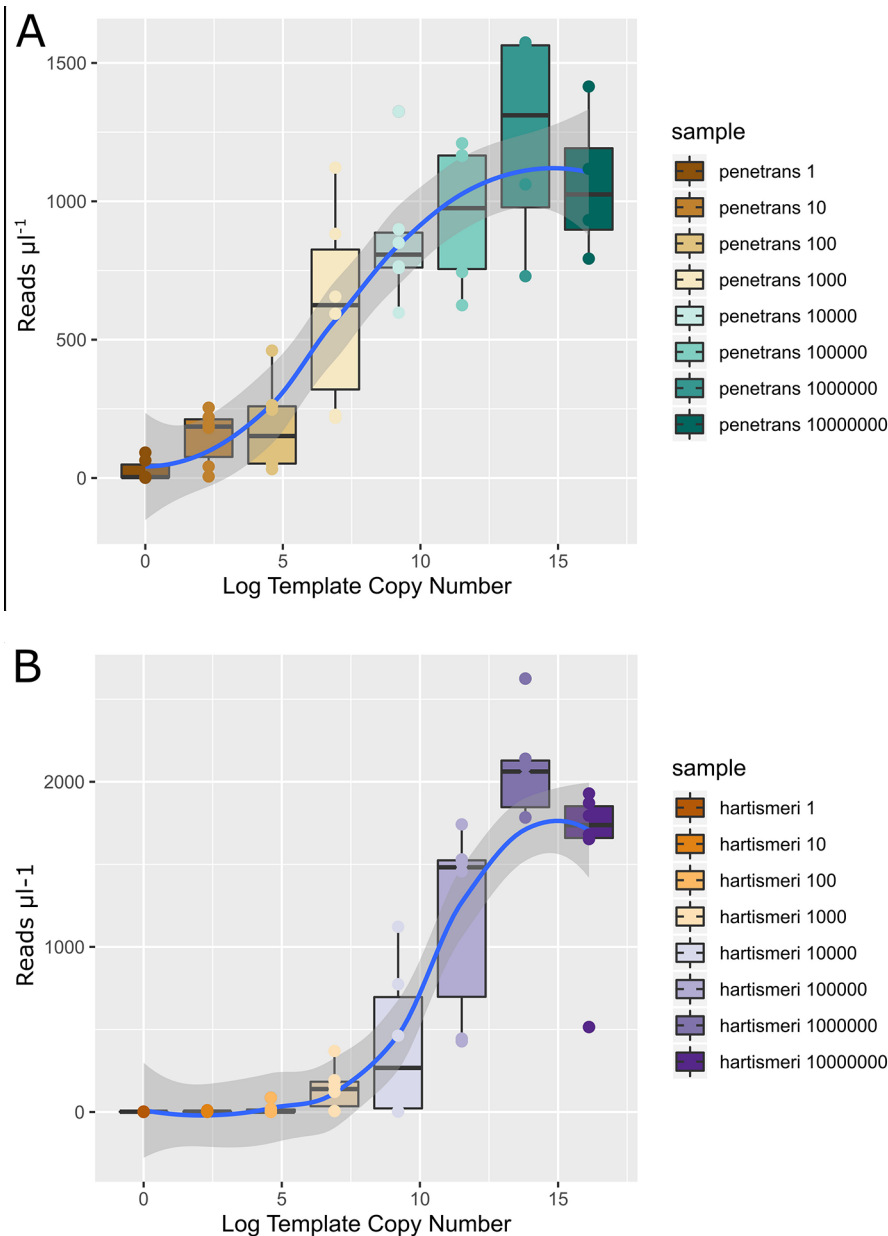 A
1500
1000
500
0
Reads µl⁻¹
0 5 10 15
Log Template Copy Number
sample
penetrans 1
penetrans 10
penetrans 100
penetrans 1000
penetrans 10000
penetrans 100000
penetrans 1000000
penetrans 10000000
B
2000
1000
0
Reads µl-1
0 5 10 15
Log Template Copy Number
sample
hartismeri 1
hartismeri 10
hartismeri 100
hartismeri 1000
hartismeri 10000
hartismeri 100000
hartismeri 1000000
hartismeri 10000000